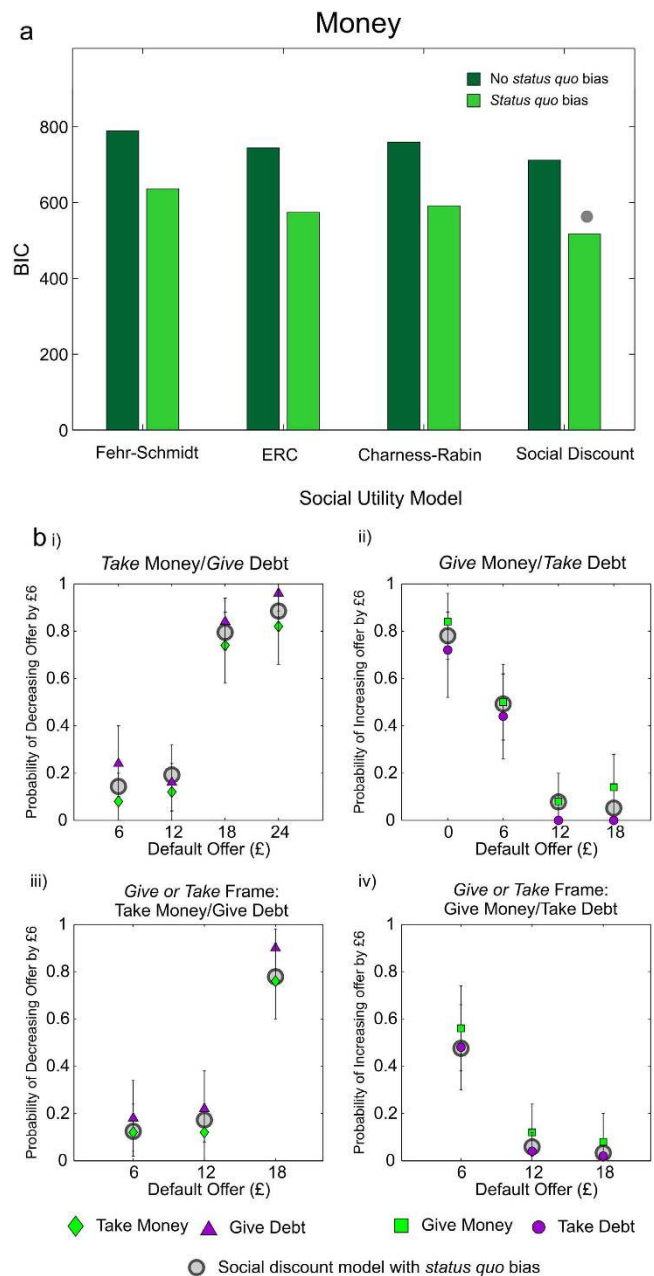 a
Money
No status quo bias
Status quo bias
800
600
400
200
0
BIC
Fehr-Schmidt ERC Charness-Rabin Social Discount
Social Utility Model
b i)
Take Money/Give Debt
Probability of Decreasing Offer by £6
1
0.8
0.6
0.4
0.2
0
6 12 18 24
Default Offer (£)
ii)
Give Money/Take Debt
Probability of Increasing offer by £6
1
0.8
0.6
0.4
0.2
0
0 6 12 18
Default Offer (£)
iii)
Give or Take Frame:
Take Money/Give Debt
Probability of Decreasing Offer by £6
1
0.8
0.6
0.4
0.2
0
6 12 18
Default Offer (£)
iv)
Give or Take Frame:
Give Money/Take Debt
Probability of Increasing Offer by £6
1
0.8
0.6
0.4
0.2
0
6 12 18
Default Offer (£)
Take Money Give Debt Give Money Take Debt
Social discount model with status quo bias